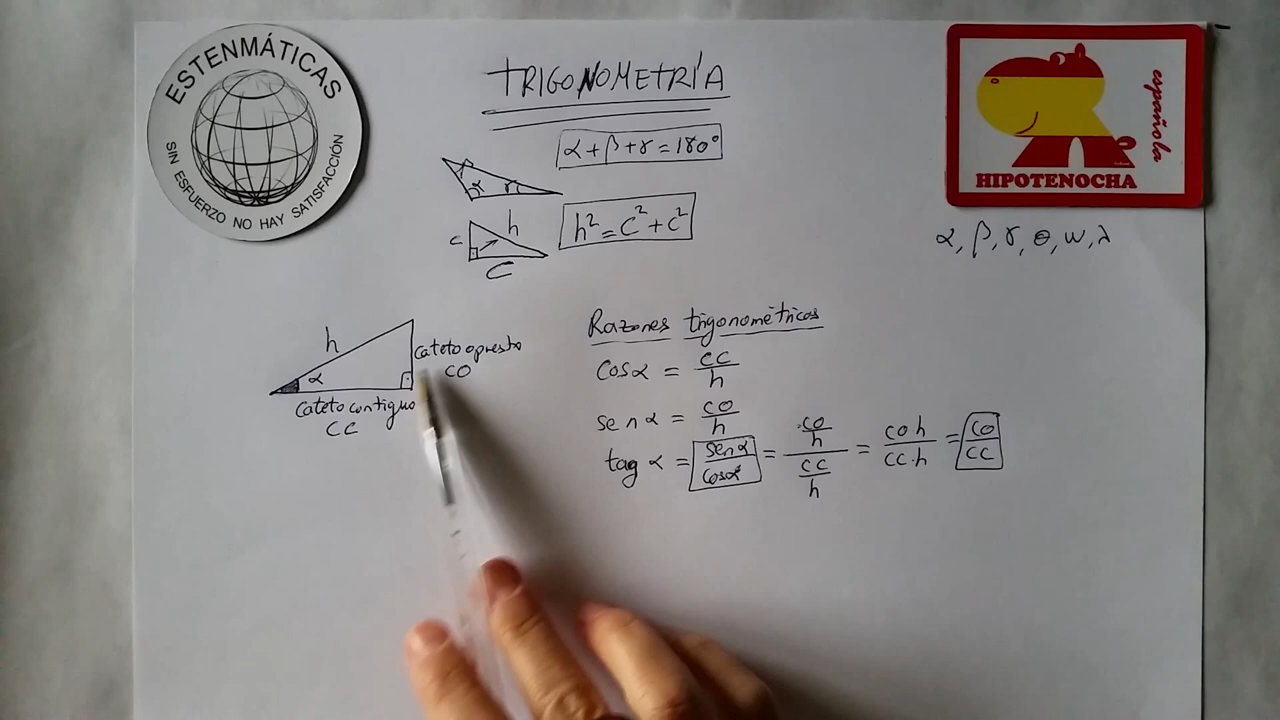 ESTENMÁTICAS
SIN ESFUERZO NO HAY SATISFACCIÓN
TRIGONOMETRÍA
española
HIPOTENOCHA
α + β + γ = 180°
α γ
h
c
c
h² = c² + c²
α, β, γ, θ, ω, λ
h
α
cateto opuesto
CO
cateto contiguo
CC
Razones trigonométricas
cos α = cc/h
sen α = co/h
tag α = sen α/cos α = (co/h)/(cc/h) = co h/cc·h = co/cc